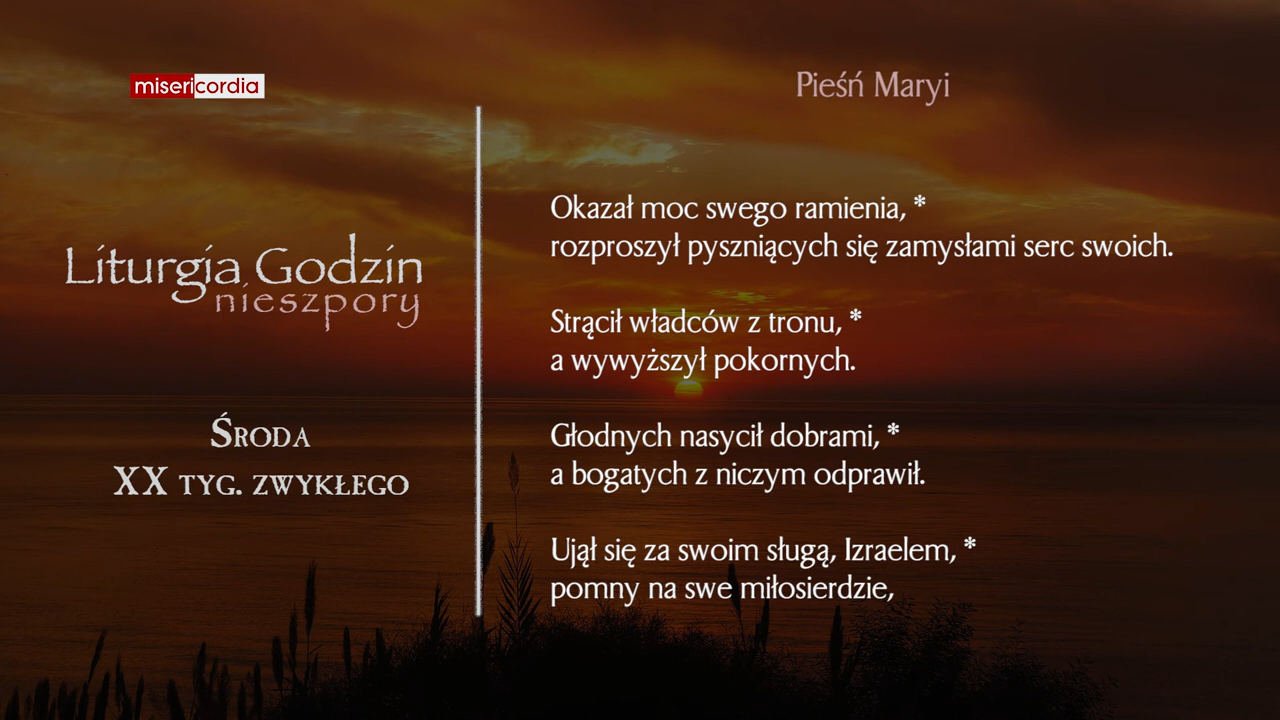 misericordia
Liturgia Godzin
nieszpory
Środa
XX tyg. zwykłego
Pieśń Maryi
Okazał moc swego ramienia, *
rozproszył pyszniących się zamysłami serc swoich.
Strącił władców z tronu, *
a wywyższył pokornych.
Głodnych nasycił dobrami, *
a bogatych z niczym odprawił.
Ujął się za swoim sługą, Izraelem, *
pomny na swe miłosierdzie,